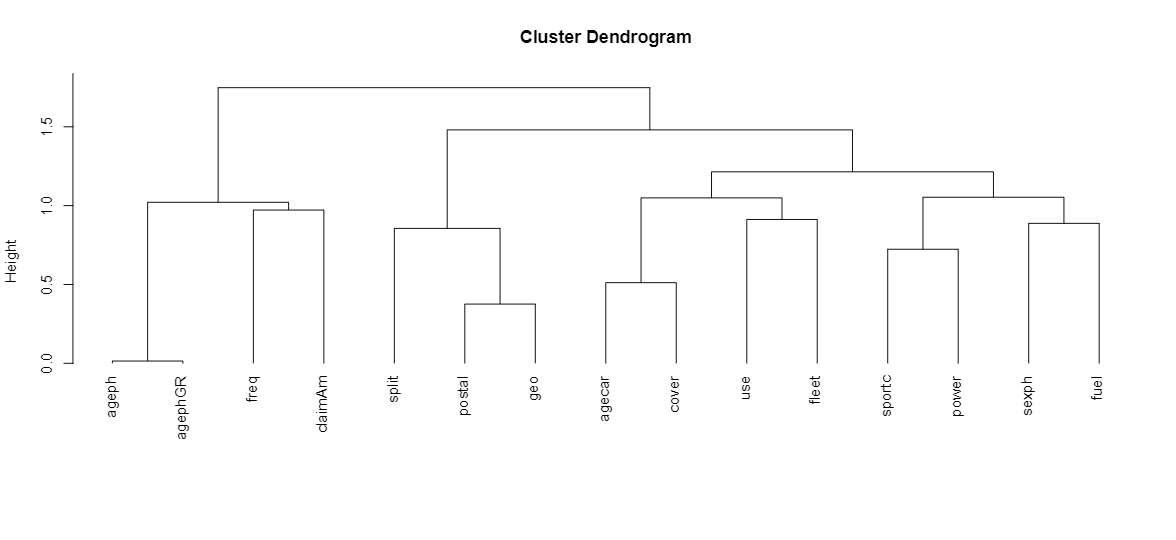 Cluster Dendrogram
Height
1.5
1.0
0.5
0.0
ageph
agephGR
freq
claimAm
split
postal
geo
agecar
cover
use
fleet
sportc
power
sexph
fuel